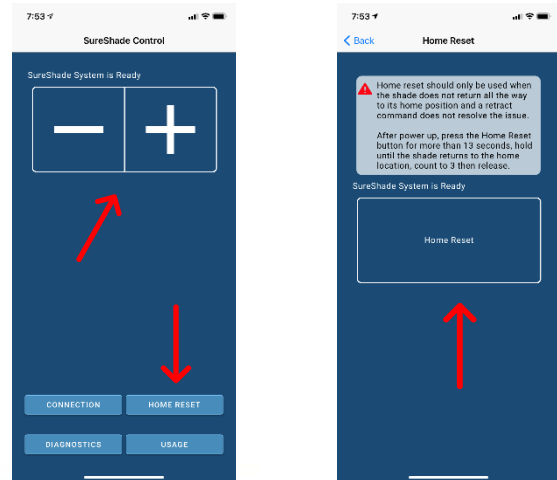 7:53
SureShade Control
SureShade System is Ready
− +
CONNECTION
HOME RESET
DIAGNOSTICS
USAGE
7:53
Back
Home Reset
Home reset should only be used when
the shade does not return all the way
to its home position and a retract
command does not resolve the issue.
After power up, press the Home Reset
button for more than 13 seconds, hold
until the shade returns to the home
location, count to 3 then release.
SureShade System is Ready
Home Reset